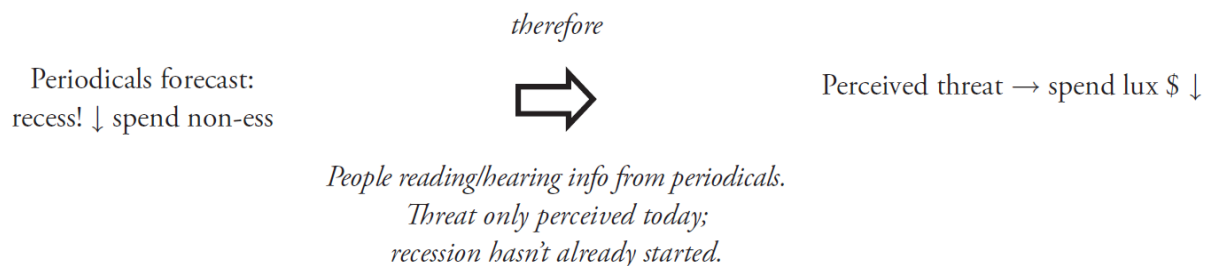 therefore
Periodicals forecast:
recess! ↓ spend non-ess
Perceived threat → spend lux $ ↓
People reading/hearing info from periodicals.
Threat only perceived today;
recession hasn't already started.